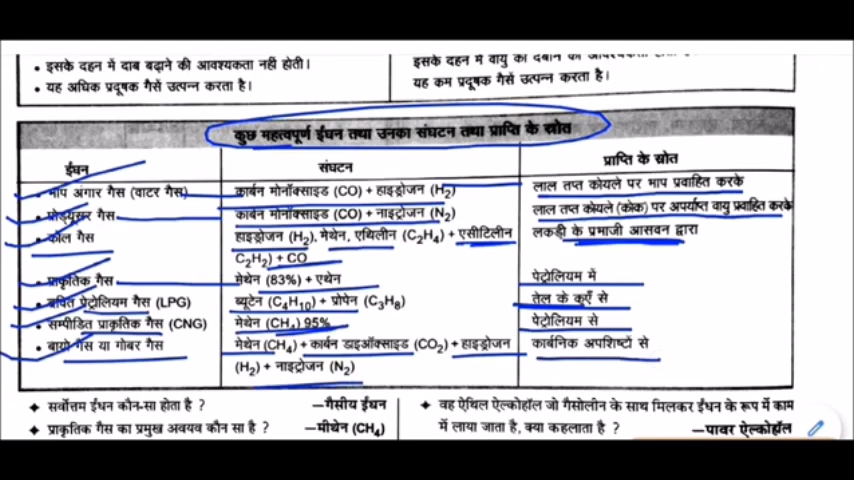 इसके दहन में दाब बढ़ाने की आवश्यकता नही होती।
यह अधिक प्रदूषक गैसें उत्पन्न करता है।
इसके दहन में वायु को दबाने की आवश्यकता
यह कम प्रदूषक गैसें उत्पन्न करता है।
कुछ महत्वपूर्ण ईंधन तथा उनका संघटन तथा प्राप्ति के स्रोत
ईंधन संघटन प्राप्ति के स्रोत
भाप अंगार गैस (वाटर गैस) कार्बन मोनॉक्साइड (CO) + हाइड्रोजन (H2) लाल तप्त कोयले पर भाप प्रवाहित करके
प्रोड्यूसर गैस कार्बन मोनॉक्साइड (CO) + नाइट्रोजन (N2) लाल तप्त कोयले (कोक) पर अपर्याप्त वायु प्रवाहित करके
कोल गैस हाइड्रोजन (H2), मेथेन, एथिलीन (C2H4) + एसीटिलीन लकड़ी के प्रभाजी आसवन द्वारा
C2H2) + CO
प्राकृतिक गैस मेथेन (83%) + एथेन पेट्रोलियम में
द्रवित पेट्रोलियम गैस (LPG) ब्यूटेन (C4H10) + प्रोपेन (C3H8) तेल के कुएँ से
सम्पीडित प्राकृतिक गैस (CNG) मेथेन (CH4) 95% पेट्रोलियम से
बायो गैस या गोबर गैस मेथेन (CH4) + कार्बन डाइऑक्साइड (CO2) + हाइड्रोजन कार्बनिक अपशिष्टों से
(H2) + नाइट्रोजन (N2)
सर्वोत्तम ईंधन कौन-सा होता है ? —गैसीय ईंधन
प्राकृतिक गैस का प्रमुख अवयव कौन सा है ? —मीथेन (CH4)
वह ऐथिल ऐल्कोहॉल जो गैसोलीन के साथ मिलकर ईंधन के रूप में काम
में लाया जाता है, क्या कहलाता है ? —पावर ऐल्कोहॉल